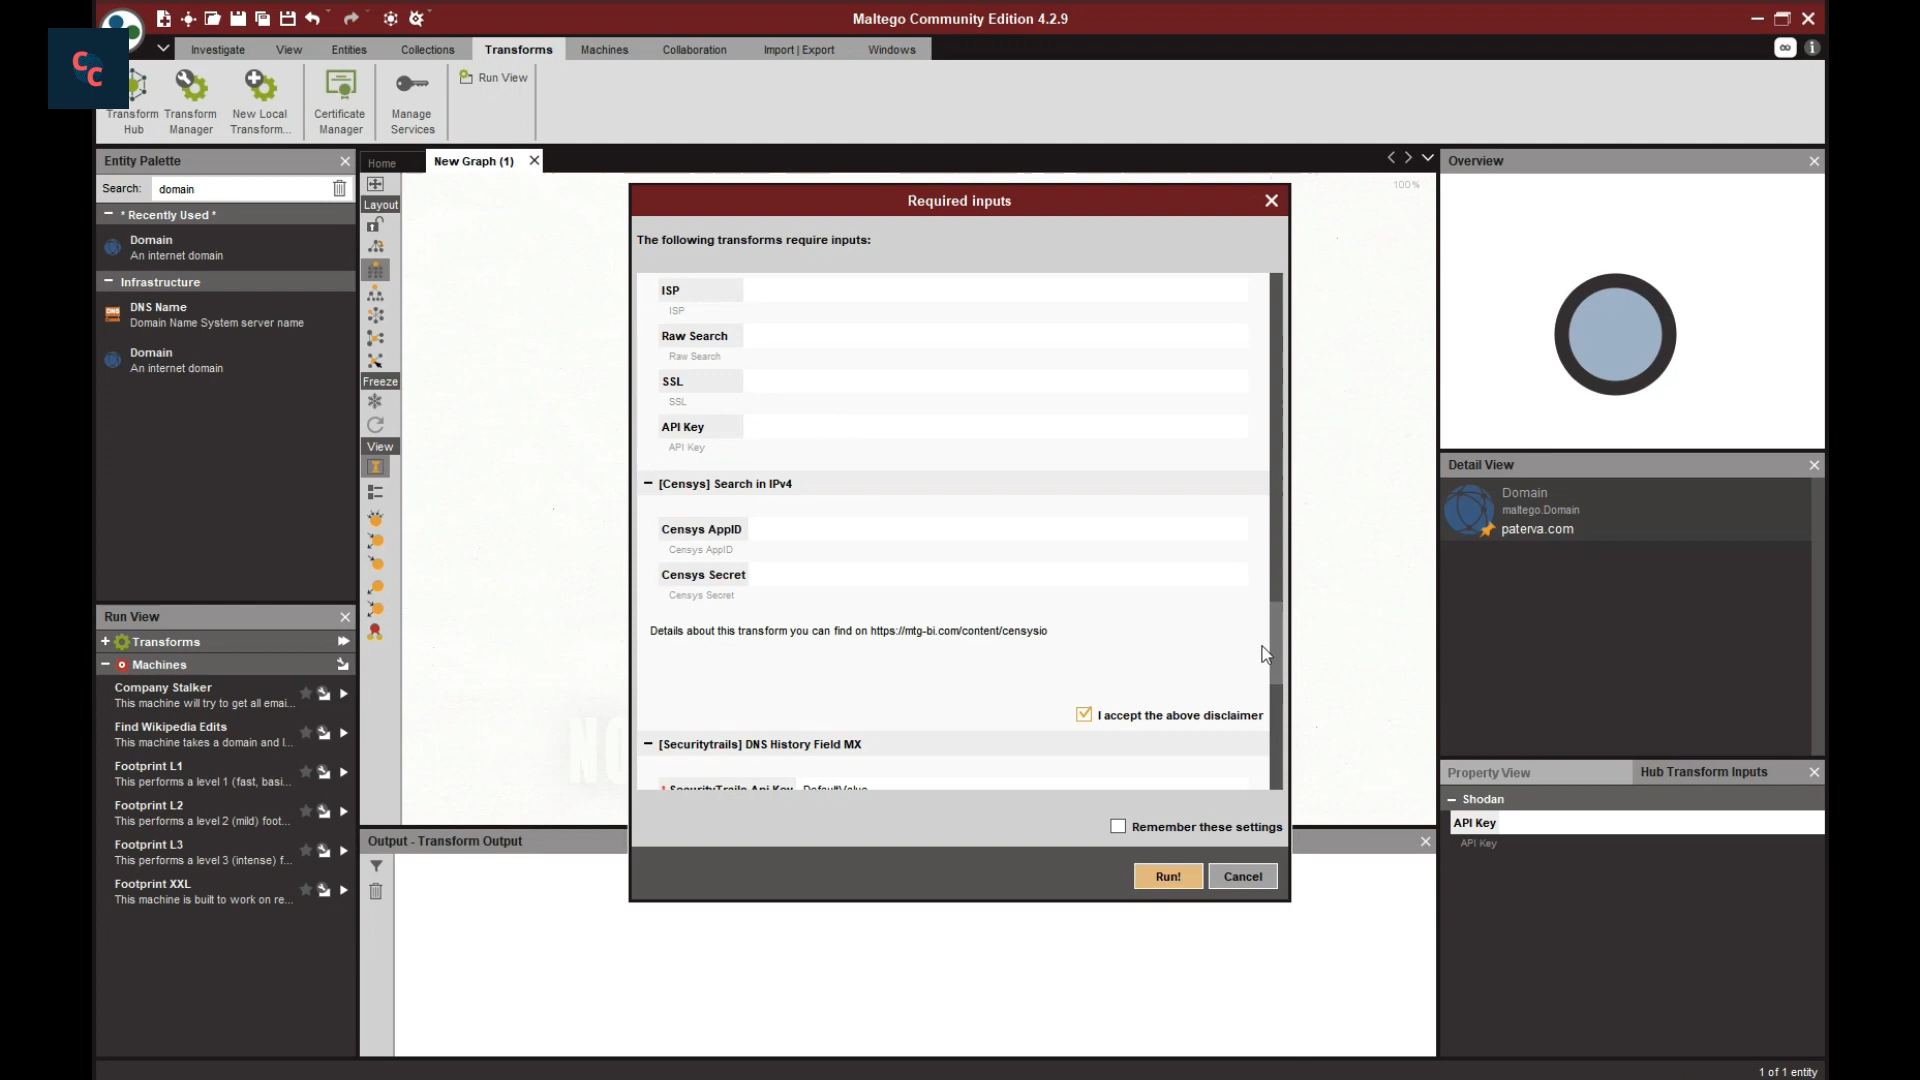 Maltego Community Edition 4.2.9
CC
Investigate View Entities Collections Transforms Machines Collaboration Import | Export Windows
Transform Hub
Transform Manager
New Local Transform...
Certificate Manager
Manage Services
Run View
Entity Palette
Search: domain
* Recently Used *
Domain
An internet domain
Infrastructure
DNS
DNS Name
Domain Name System server name
Domain
An internet domain
Run View
Transforms
Machines
Company Stalker
This machine will try to get all emai...
Find Wikipedia Edits
This machine takes a domain and l...
Footprint L1
This performs a level 1 (fast, basi...
Footprint L2
This performs a level 2 (mild) foot...
Footprint L3
This performs a level 3 (intense) f...
Footprint XXL
This machine is built to work on re...
Home
New Graph (1)
100%
Layout
Freeze
View
NO
Required inputs
The following transforms require inputs:
ISP
ISP
Raw Search
Raw Search
SSL
SSL
API Key
API Key
[Censys] Search in IPv4
Censys AppID
Censys AppID
Censys Secret
Censys Secret
Details about this transform you can find on https://mtg-bi.com/content/censysio
I accept the above disclaimer
[Securitytrails] DNS History Field MX
! SecurityTrails Api Key DefaultValue
Remember these settings
Run! Cancel
Output - Transform Output
Overview
Detail View
Domain
maltego.Domain
paterva.com
Property View
Hub Transform Inputs
Shodan
API Key
API Key
1 of 1 entity